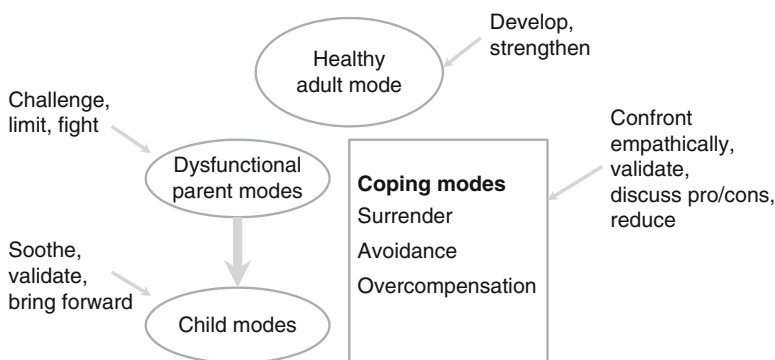 Develop,
strengthen
Healthy
adult mode
Challenge,
limit, fight
Dysfunctional
parent modes
Confront
empathically,
validate,
discuss pro/cons,
reduce
Coping modes
Surrender
Avoidance
Overcompensation
Soothe,
validate,
bring forward
Child modes